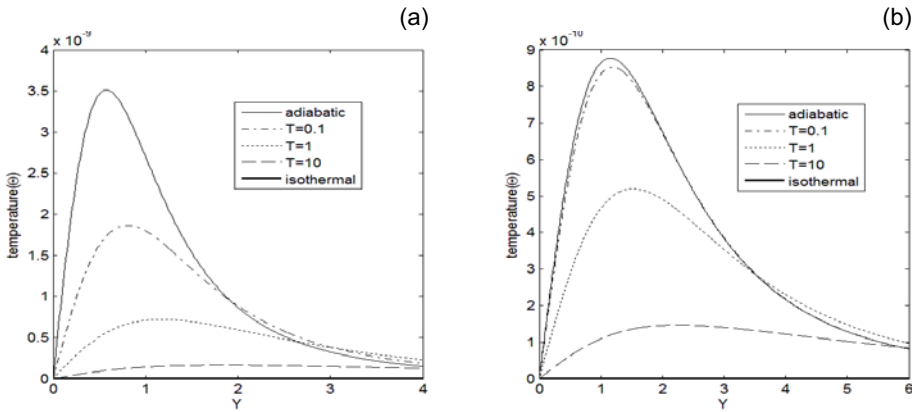 (a)
x 10⁻⁹
4
3.5
3
2.5
2
1.5
1
0.5
0
0 1 2 3 4
Y
temperature(Θ)
adiabatic
T=0.1
T=1
T=10
isothermal
(b)
x 10⁻¹⁰
9
8
7
6
5
4
3
2
1
0
0 1 2 3 4 5 6
Y
temperature(Θ)
adiabatic
T=0.1
T=1
T=10
isothermal